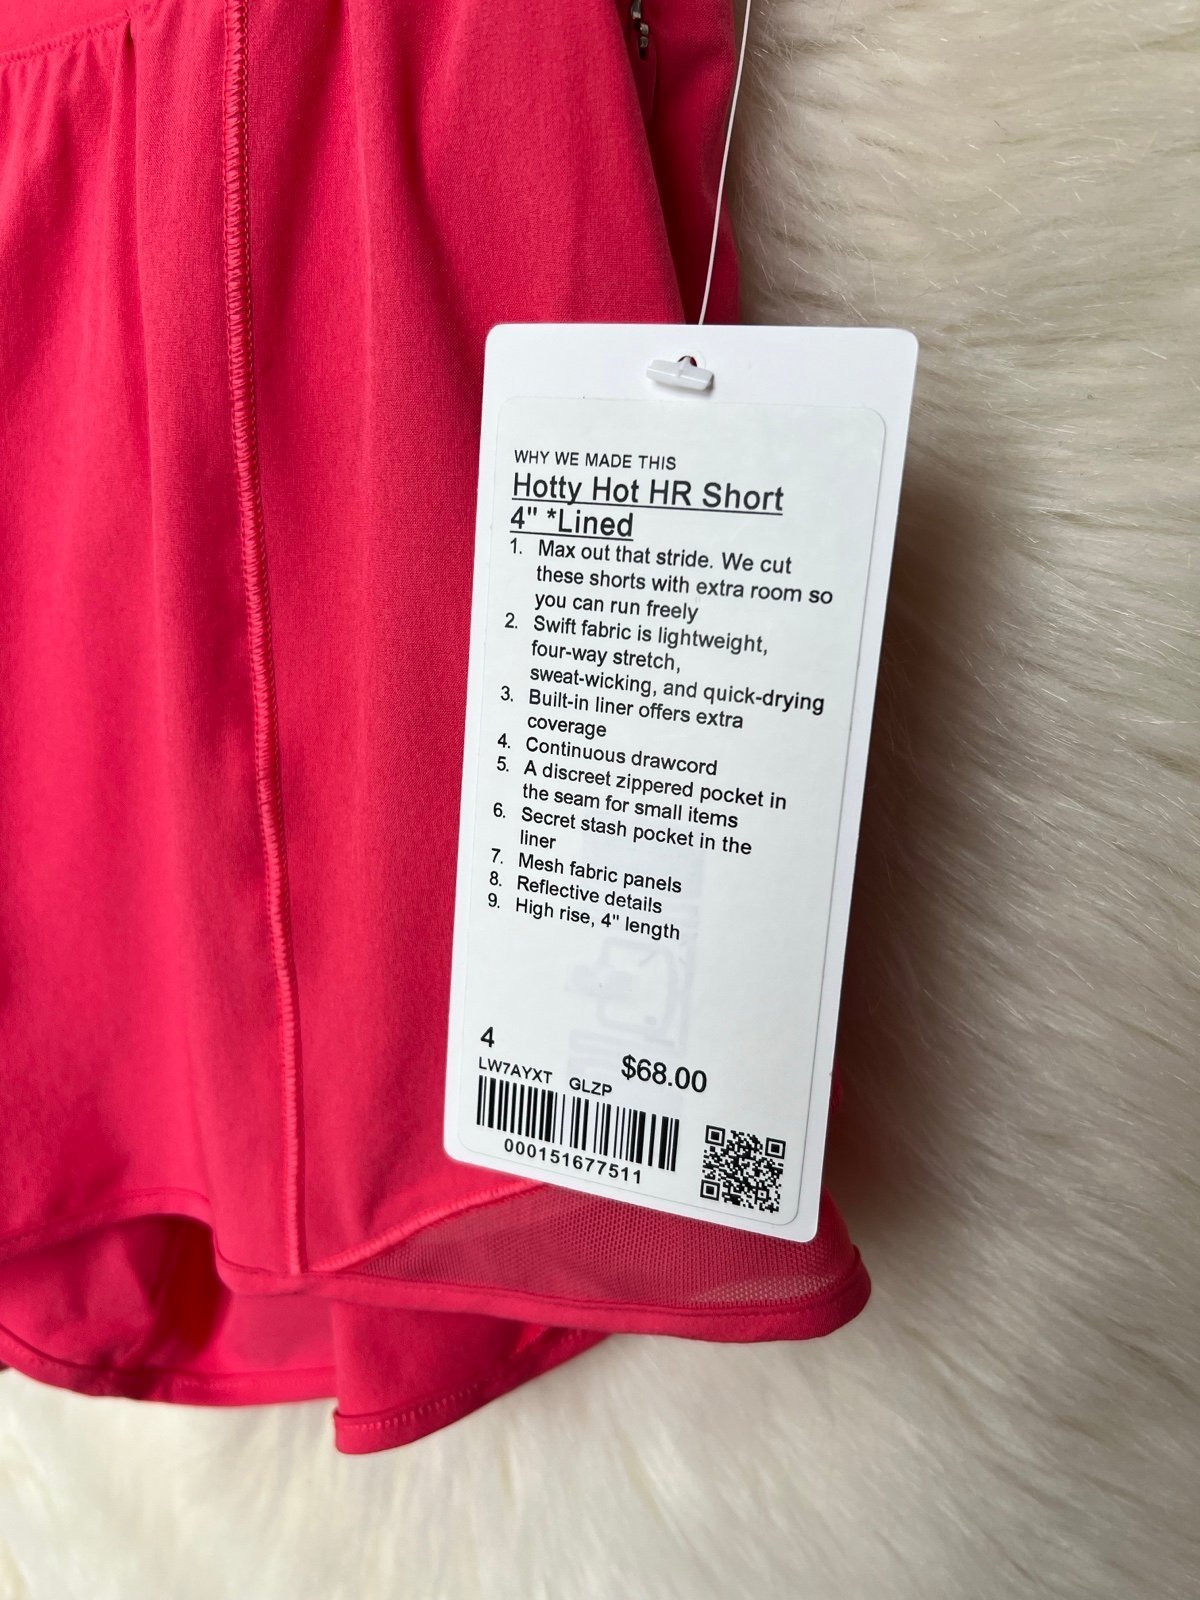 WHY WE MADE THIS
Hotty Hot HR Short
4" *Lined
1. Max out that stride. We cut
these shorts with extra room so
you can run freely
2. Swift fabric is lightweight,
four-way stretch,
sweat-wicking, and quick-drying
3. Built-in liner offers extra
coverage
4. Continuous drawcord
5. A discreet zippered pocket in
the seam for small items
6. Secret stash pocket in the
liner
7. Mesh fabric panels
8. Reflective details
9. High rise, 4" length
4
LW7AYXT GLZP $68.00
000151677511